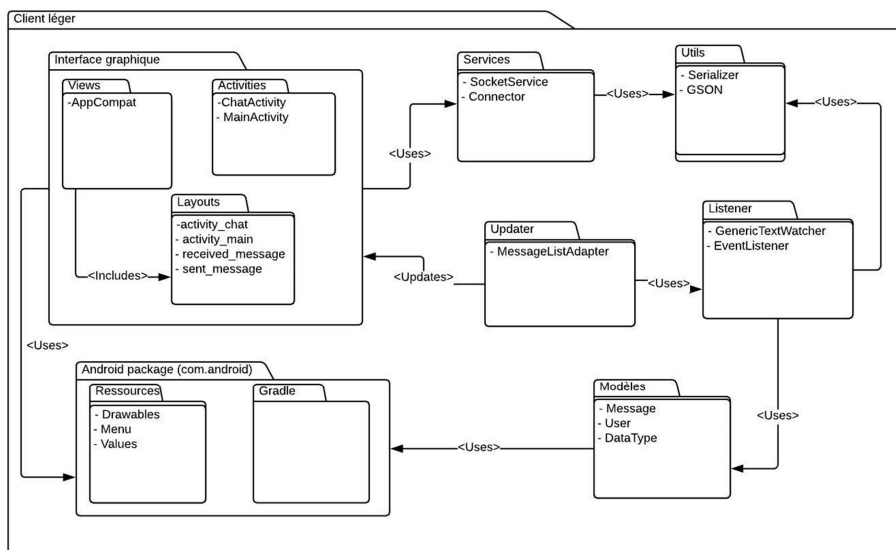 Client léger
Interface graphique
Views
-AppCompat
Activities
-ChatActivity
- MainActivity
Layouts
-activity_chat
- activity_main
- received_message
- sent_message
<Includes>
<Uses>
Services
- SocketService
- Connector
<Uses>
Utils
- Serializer
- GSON
<Uses>
Updater
- MessageListAdapter
<Updates>
<Uses>
Listener
- GenericTextWatcher
- EventListener
<Uses>
<Uses>
Android package (com.android)
Ressources
- Drawables
- Menu
- Values
Gradle
<Uses>
Modèles
- Message
- User
- DataType